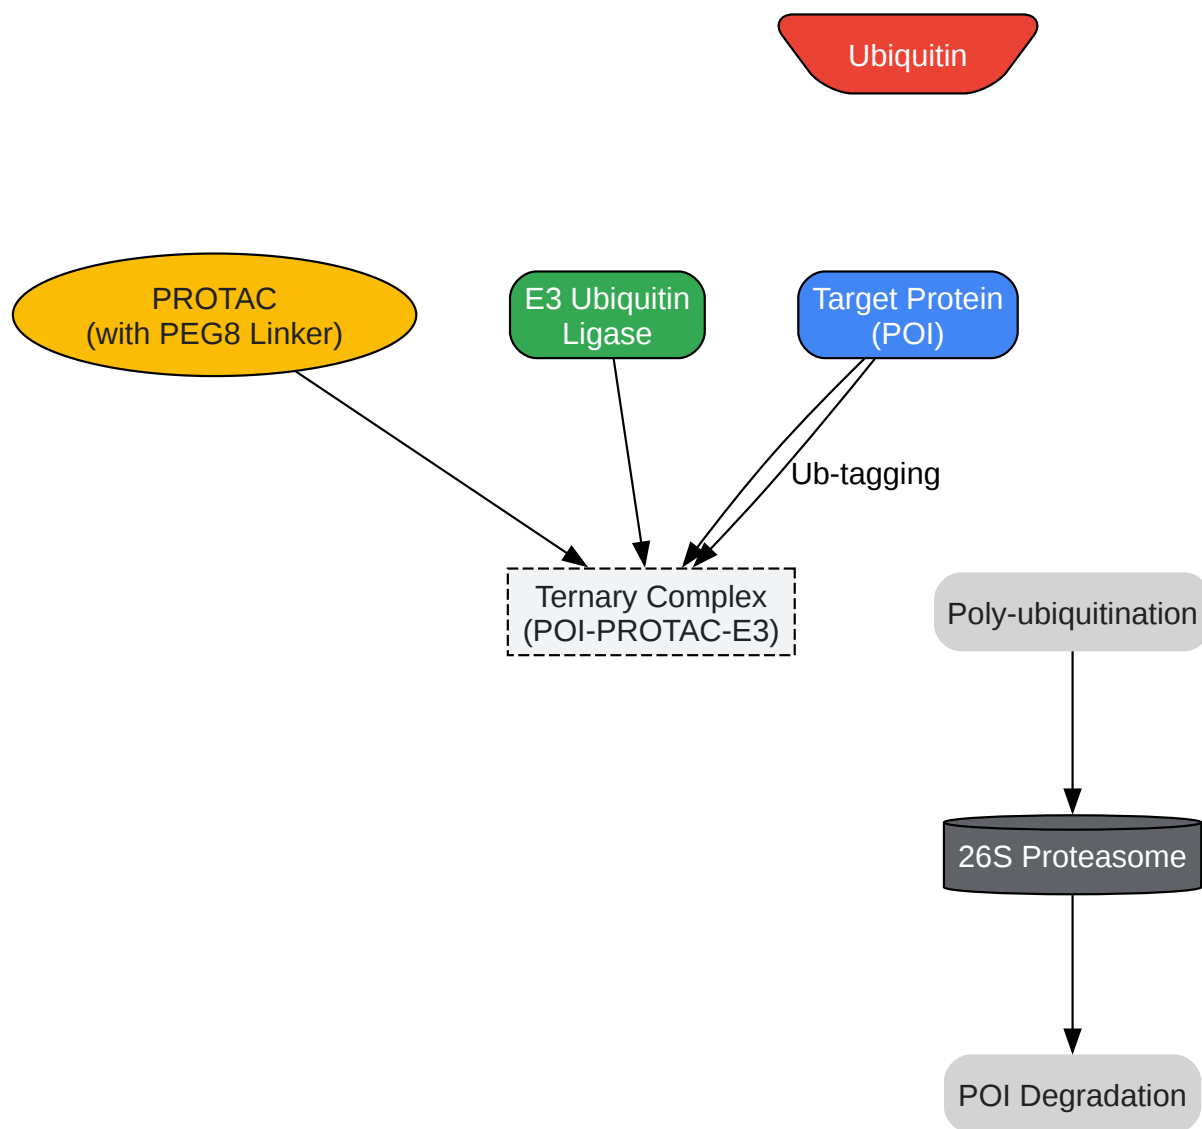 Ubiquitin
PROTAC
(with PEG8 Linker)
E3 Ubiquitin
Ligase
Target Protein
(POI)
Ub-tagging
Ternary Complex
(POI-PROTAC-E3)
Poly-ubiquitination
26S Proteasome
POI Degradation